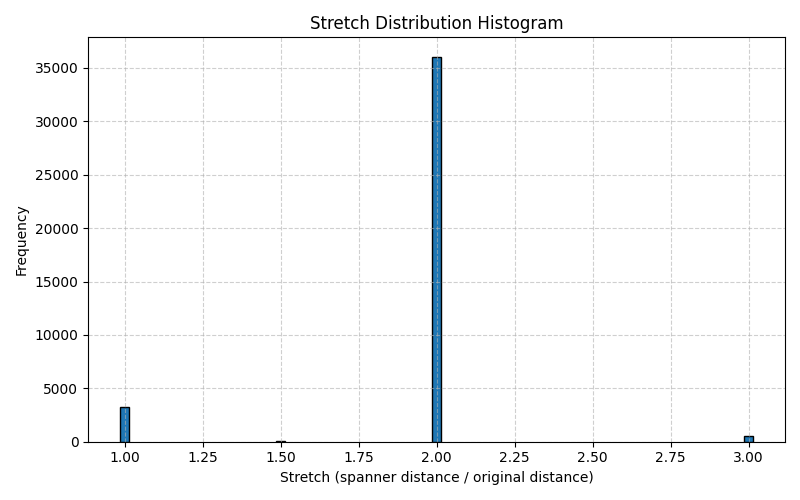 Stretch Distribution Histogram
Frequency
35000
30000
25000
20000
15000
10000
5000
0
1.00 1.25 1.50 1.75 2.00 2.25 2.50 2.75 3.00
Stretch (spanner distance / original distance)